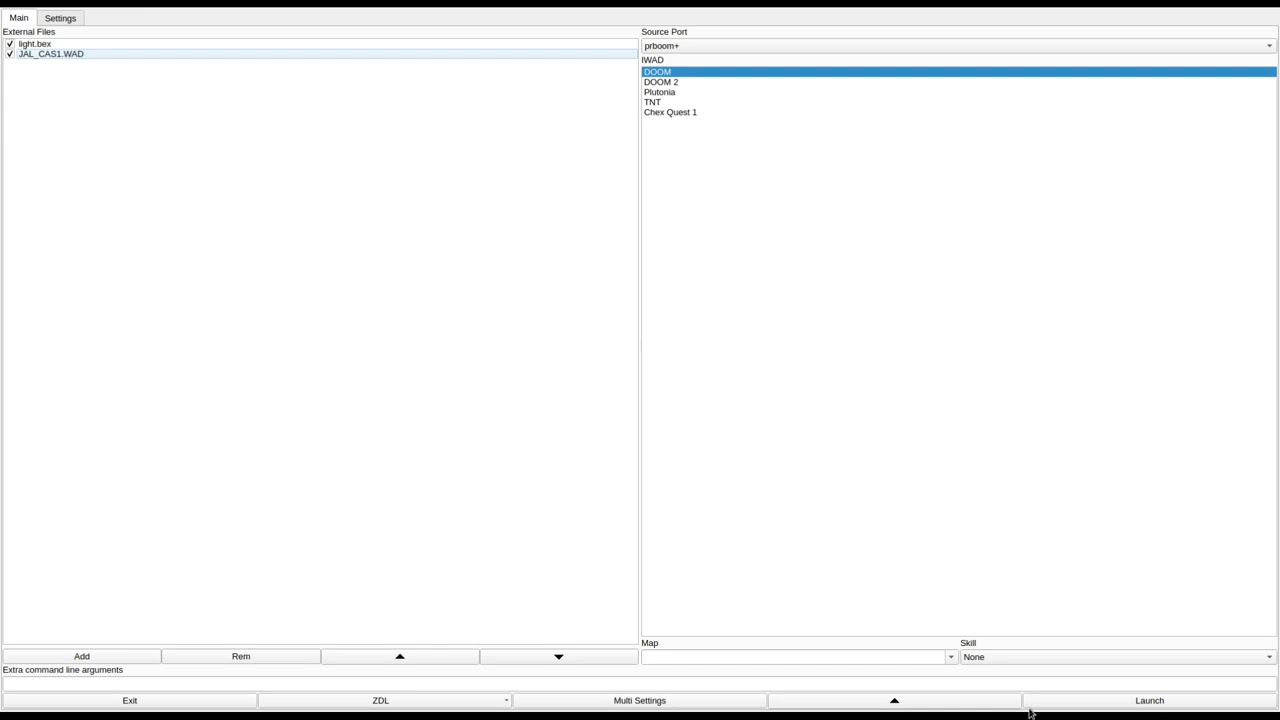 Main
Settings
External Files
light.bex
JAL_CAS1.WAD
Source Port
prboom+
IWAD
DOOM
DOOM 2
Plutonia
TNT
Chex Quest 1
Map
Skill
None
Add
Rem
Extra command line arguments
Exit
ZDL
Multi Settings
Launch